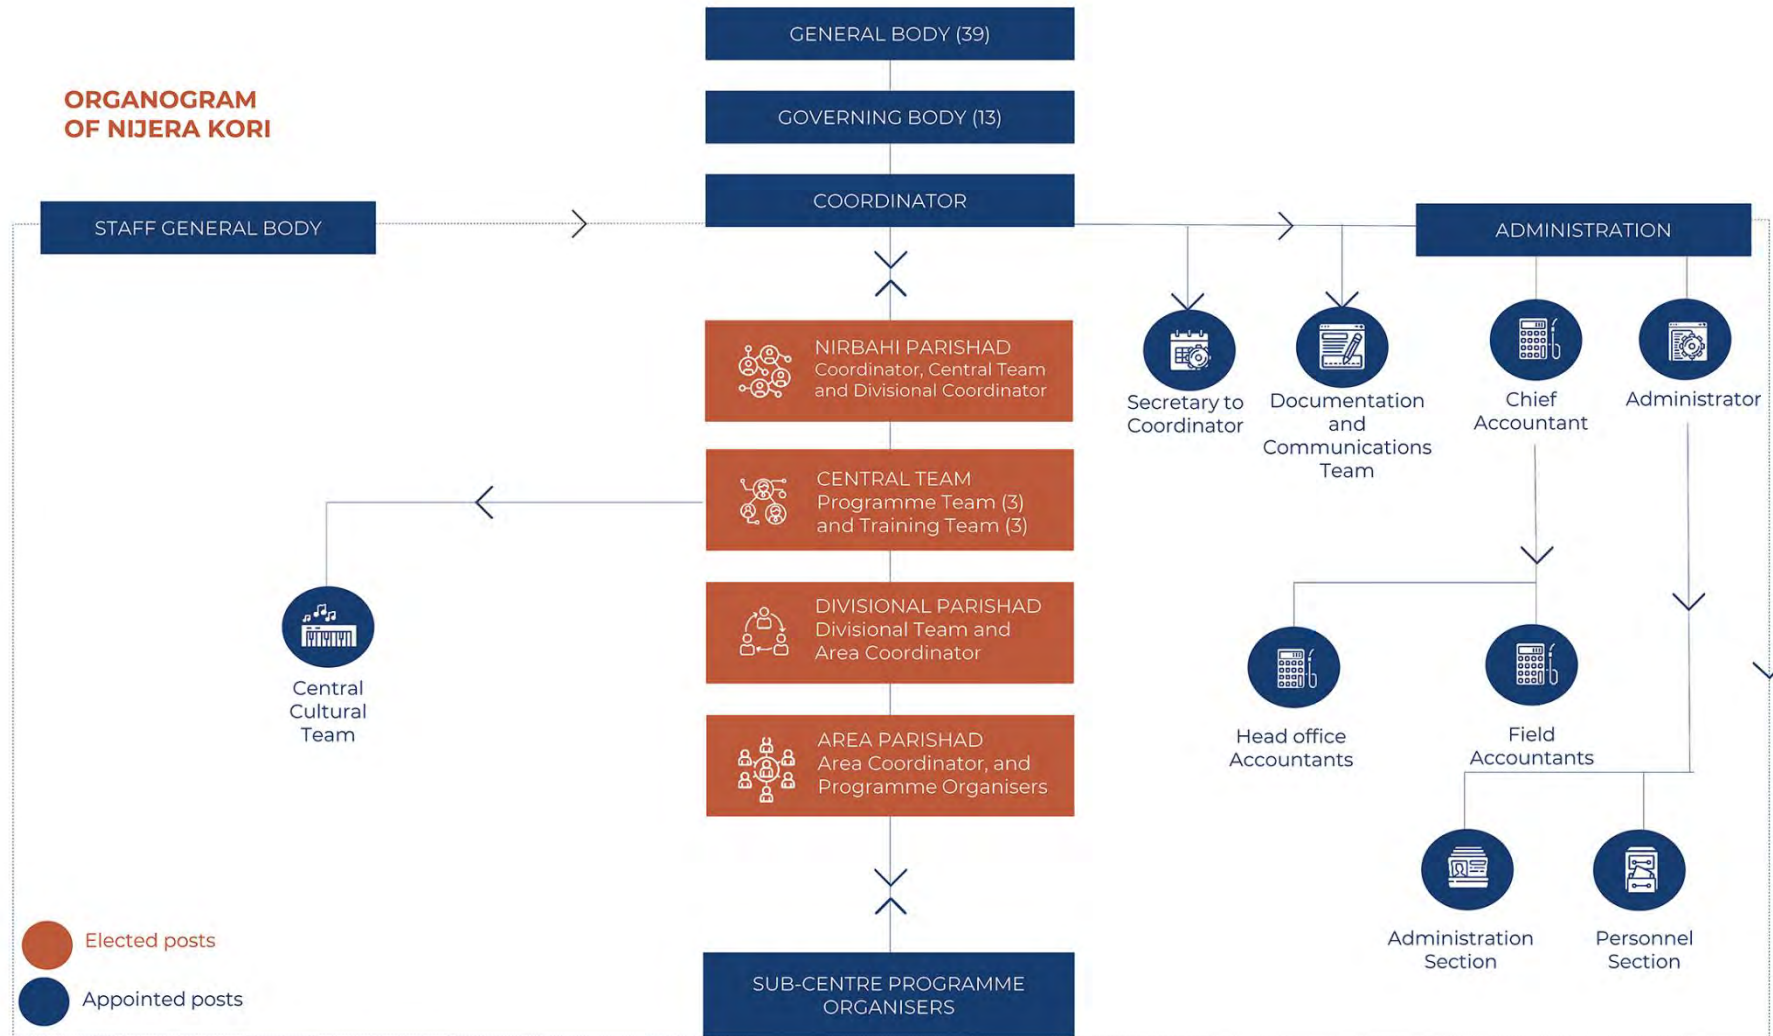 GENERAL BODY (39)
ORGANOGRAM
OF NIJERA KORI
GOVERNING BODY (13)
COORDINATOR
STAFF GENERAL BODY
ADMINISTRATION
NIRBAHI PARISHAD
Coordinator, Central Team
and Divisional Coordinator
Secretary to
Coordinator
Documentation
and
Communications
Team
Chief
Accountant
Administrator
CENTRAL TEAM
Programme Team (3)
and Training Team (3)
DIVISIONAL PARISHAD
Divisional Team and
Area Coordinator
Central
Cultural
Team
Head office
Accountants
Field
Accountants
AREA PARISHAD
Area Coordinator, and
Programme Organisers
Administration
Section
Personnel
Section
Elected posts
Appointed posts
SUB-CENTRE PROGRAMME
ORGANISERS